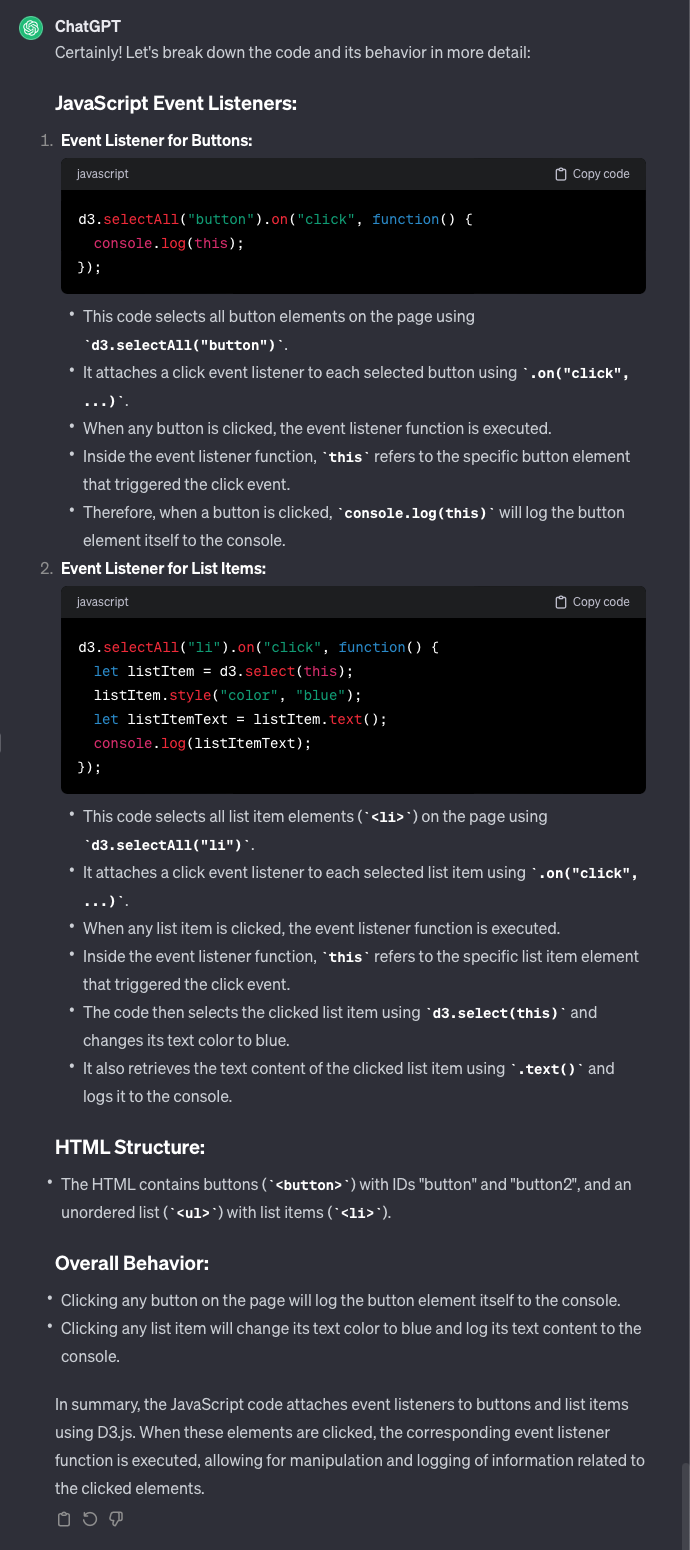 ChatGPT
Certainly! Let's break down the code and its behavior in more detail:
JavaScript Event Listeners:
1. Event Listener for Buttons:
javascript Copy code
d3.selectAll("button").on("click", function() {
  console.log(this);
});
• This code selects all button elements on the page using
`d3.selectAll("button")`.
• It attaches a click event listener to each selected button using `.on("click",
...)`.
• When any button is clicked, the event listener function is executed.
• Inside the event listener function, `this` refers to the specific button element
that triggered the click event.
• Therefore, when a button is clicked, `console.log(this)` will log the button
element itself to the console.
2. Event Listener for List Items:
javascript Copy code
d3.selectAll("li").on("click", function() {
  let listItem = d3.select(this);
  listItem.style("color", "blue");
  let listItemText = listItem.text();
  console.log(listItemText);
});
• This code selects all list item elements (`<li>`) on the page using
`d3.selectAll("li")`.
• It attaches a click event listener to each selected list item using `.on("click",
...)`.
• When any list item is clicked, the event listener function is executed.
• Inside the event listener function, `this` refers to the specific list item element
that triggered the click event.
• The code then selects the clicked list item using `d3.select(this)` and
changes its text color to blue.
• It also retrieves the text content of the clicked list item using `.text()` and
logs it to the console.
HTML Structure:
• The HTML contains buttons (`<button>`) with IDs "button" and "button2", and an
unordered list (`<ul>`) with list items (`<li>`).
Overall Behavior:
• Clicking any button on the page will log the button element itself to the console.
• Clicking any list item will change its text color to blue and log its text content to the
console.
In summary, the JavaScript code attaches event listeners to buttons and list items
using D3.js. When these elements are clicked, the corresponding event listener
function is executed, allowing for manipulation and logging of information related to
the clicked elements.